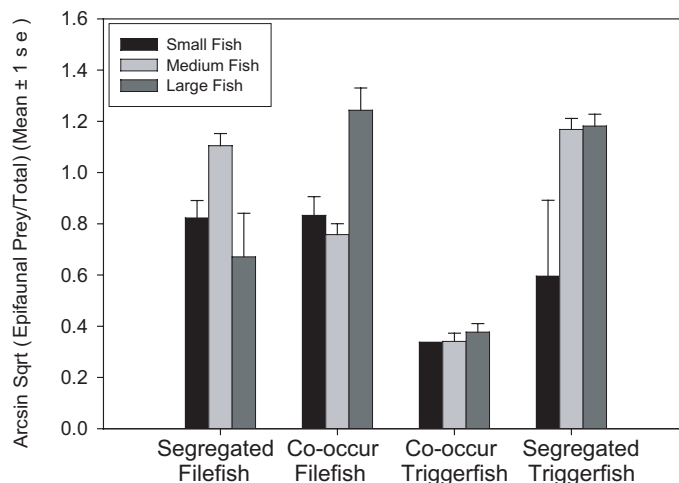 Arcsin Sqrt ( Epifaunal Prey/Total) (Mean ± 1 s e )
1.6
1.4
1.2
1.0
0.8
0.6
0.4
0.2
0.0
Small Fish
Medium Fish
Large Fish
Segregated Filefish
Co-occur Filefish
Co-occur Triggerfish
Segregated Triggerfish